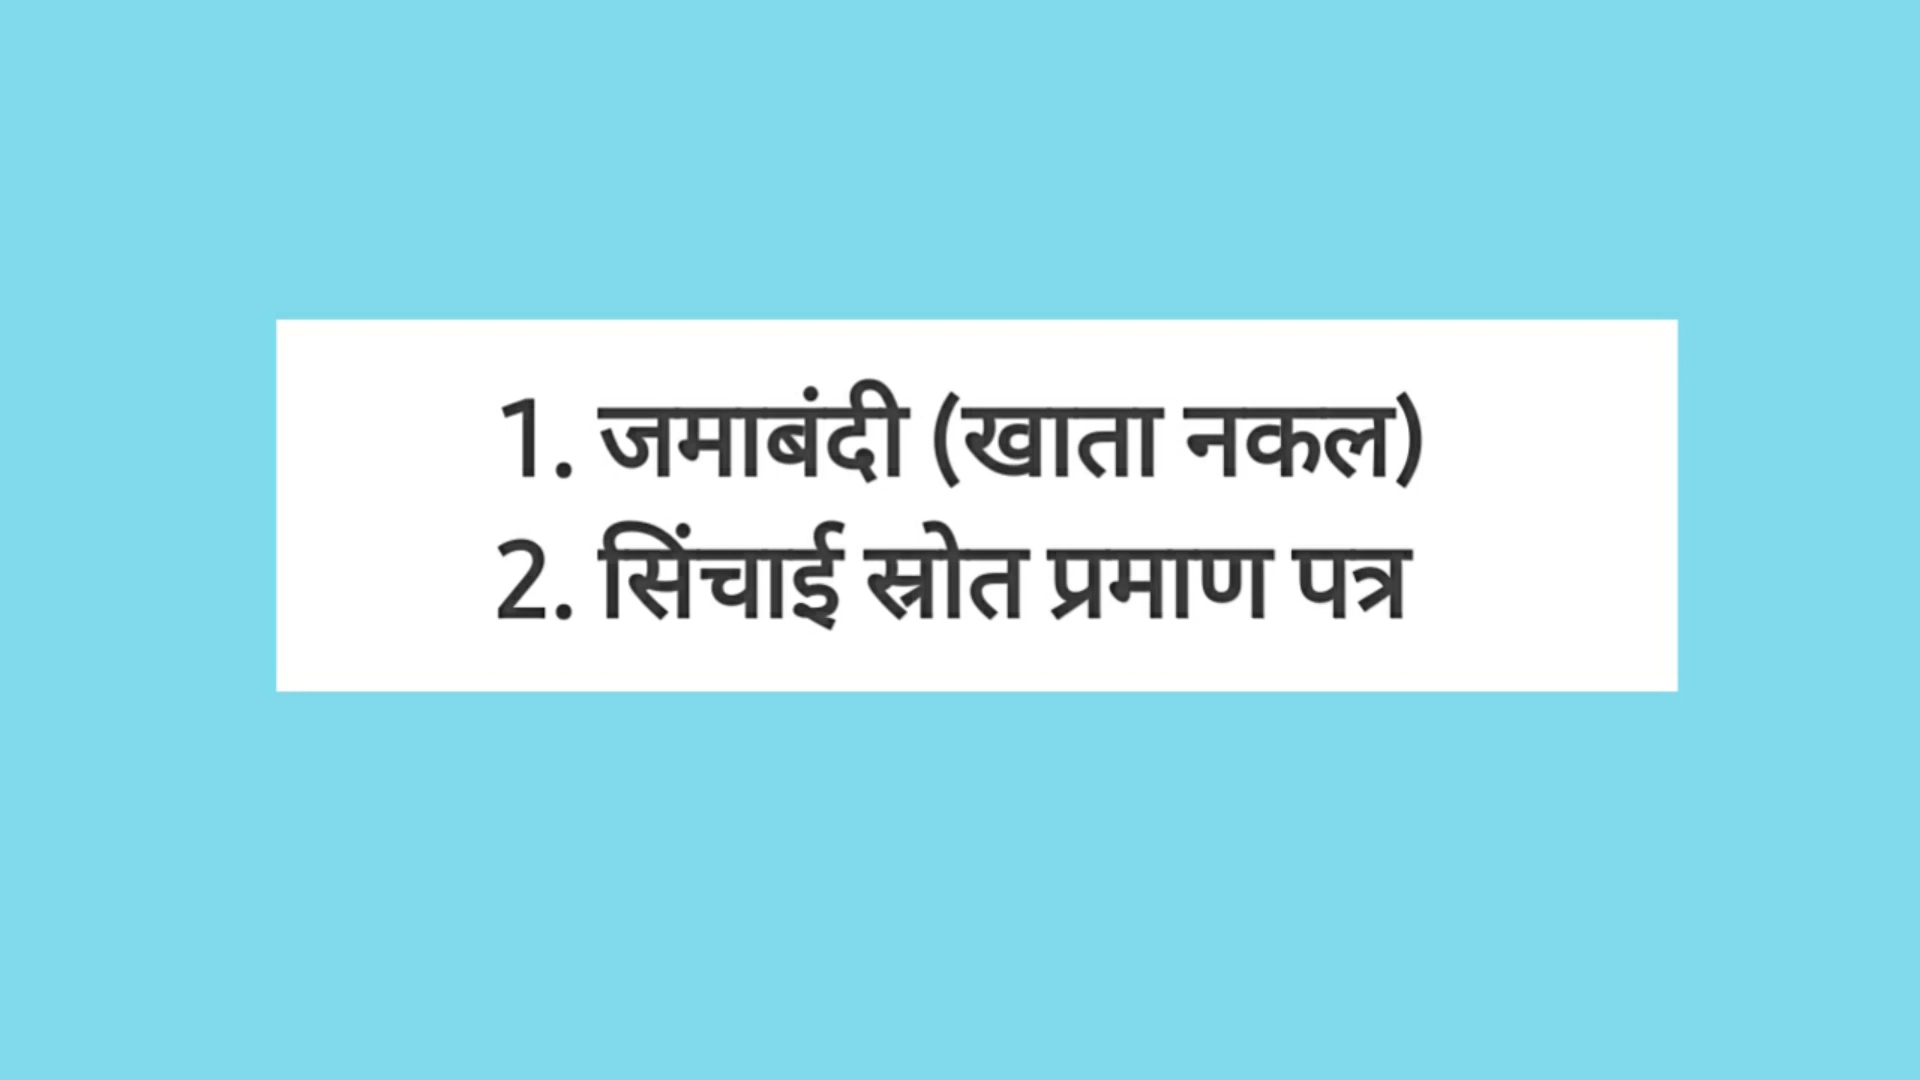 1. जमाबंदी (खाता नकल)
2. सिंचाई स्रोत प्रमाण पत्र